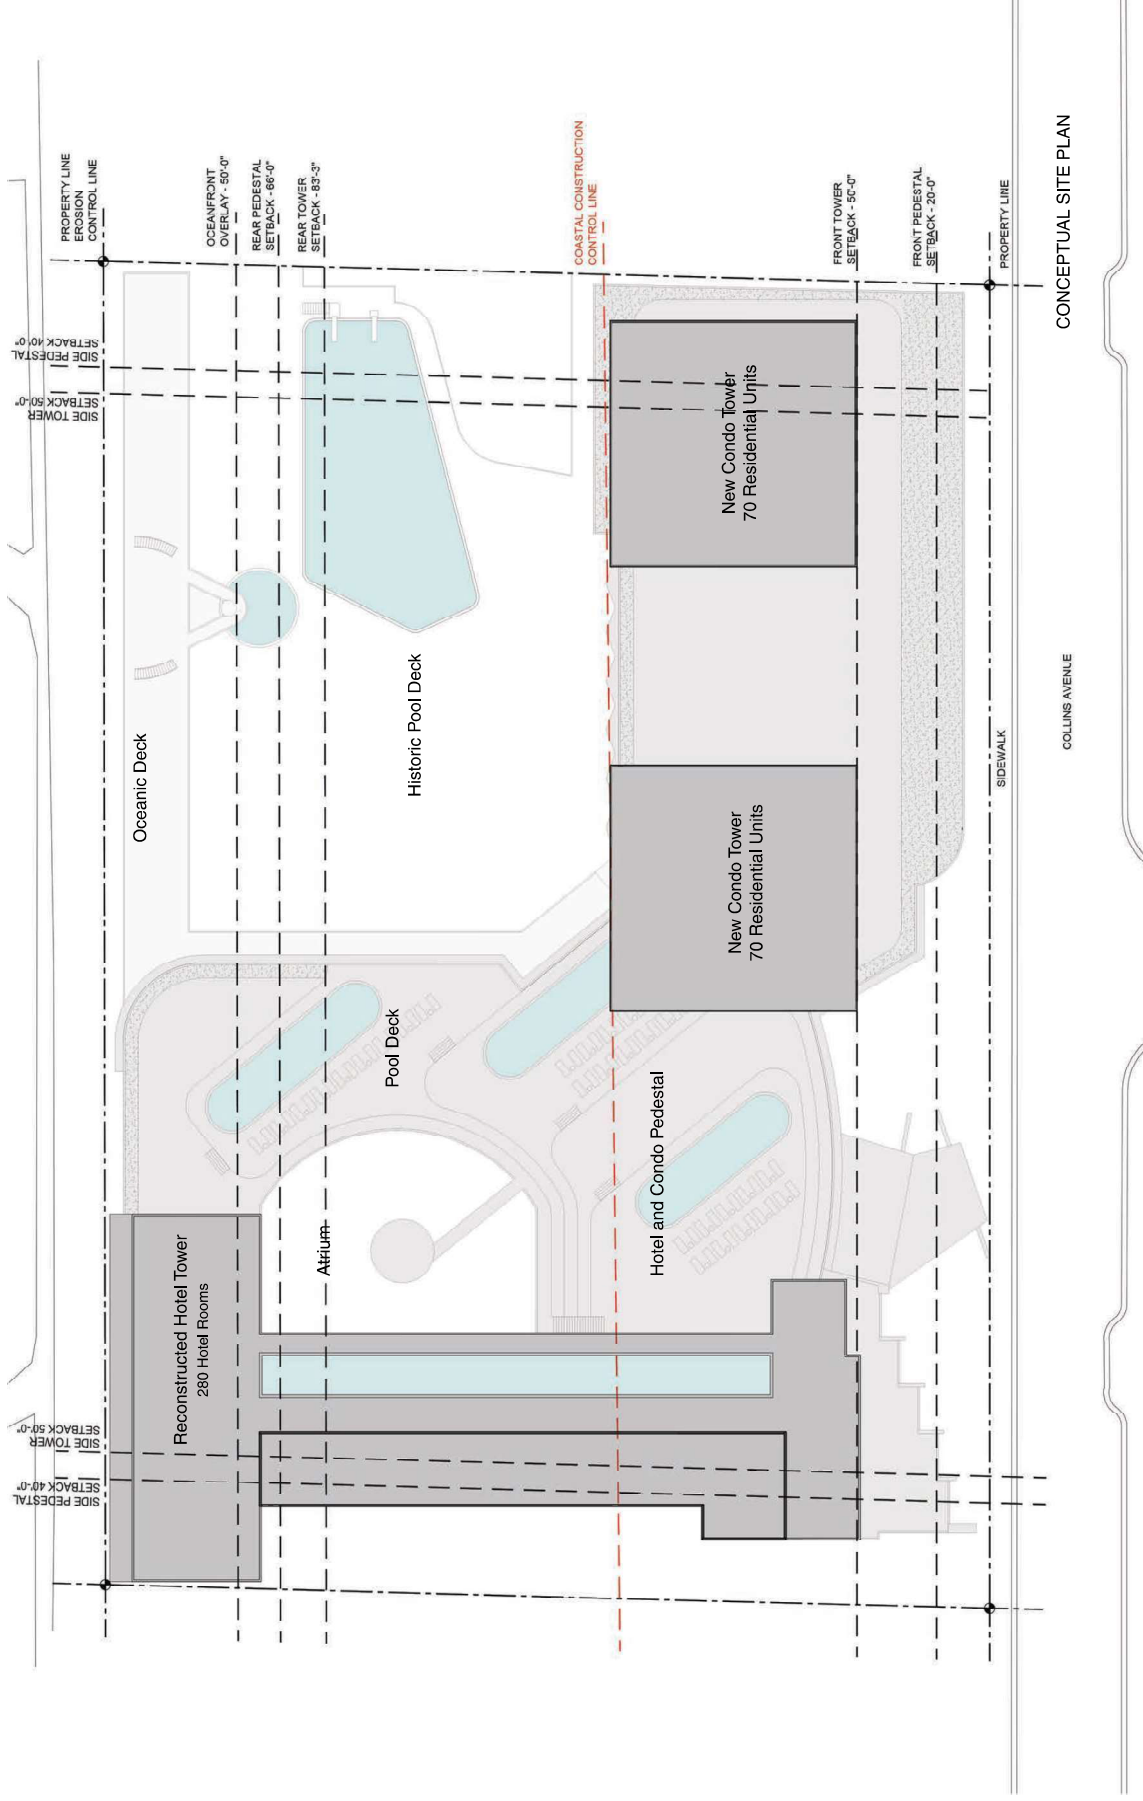 PROPERTY LINE
EROSION
CONTROL LINE
OCEANFRONT
OVERLAY - 50'-0"
REAR PEDESTAL
SETBACK - 66'-0"
REAR TOWER
SETBACK - 83'-3"
COASTAL CONSTRUCTION
CONTROL LINE
FRONT TOWER
SETBACK - 50'-0"
FRONT PEDESTAL
SETBACK - 20'-0"
PROPERTY LINE
CONCEPTUAL SITE PLAN
SIDE PEDESTAL
SETBACK 40'-0"
SIDE TOWER
SETBACK 50'-0"
New Condo Tower
70 Residential Units
Oceanic Deck
Historic Pool Deck
SIDEWALK
COLLINS AVENUE
New Condo Tower
70 Residential Units
Pool Deck
Hotel and Condo Pedestal
Atrium
Reconstructed Hotel Tower
280 Hotel Rooms
SIDE TOWER
SETBACK 50'-0"
SIDE PEDESTAL
SETBACK 40'-0"